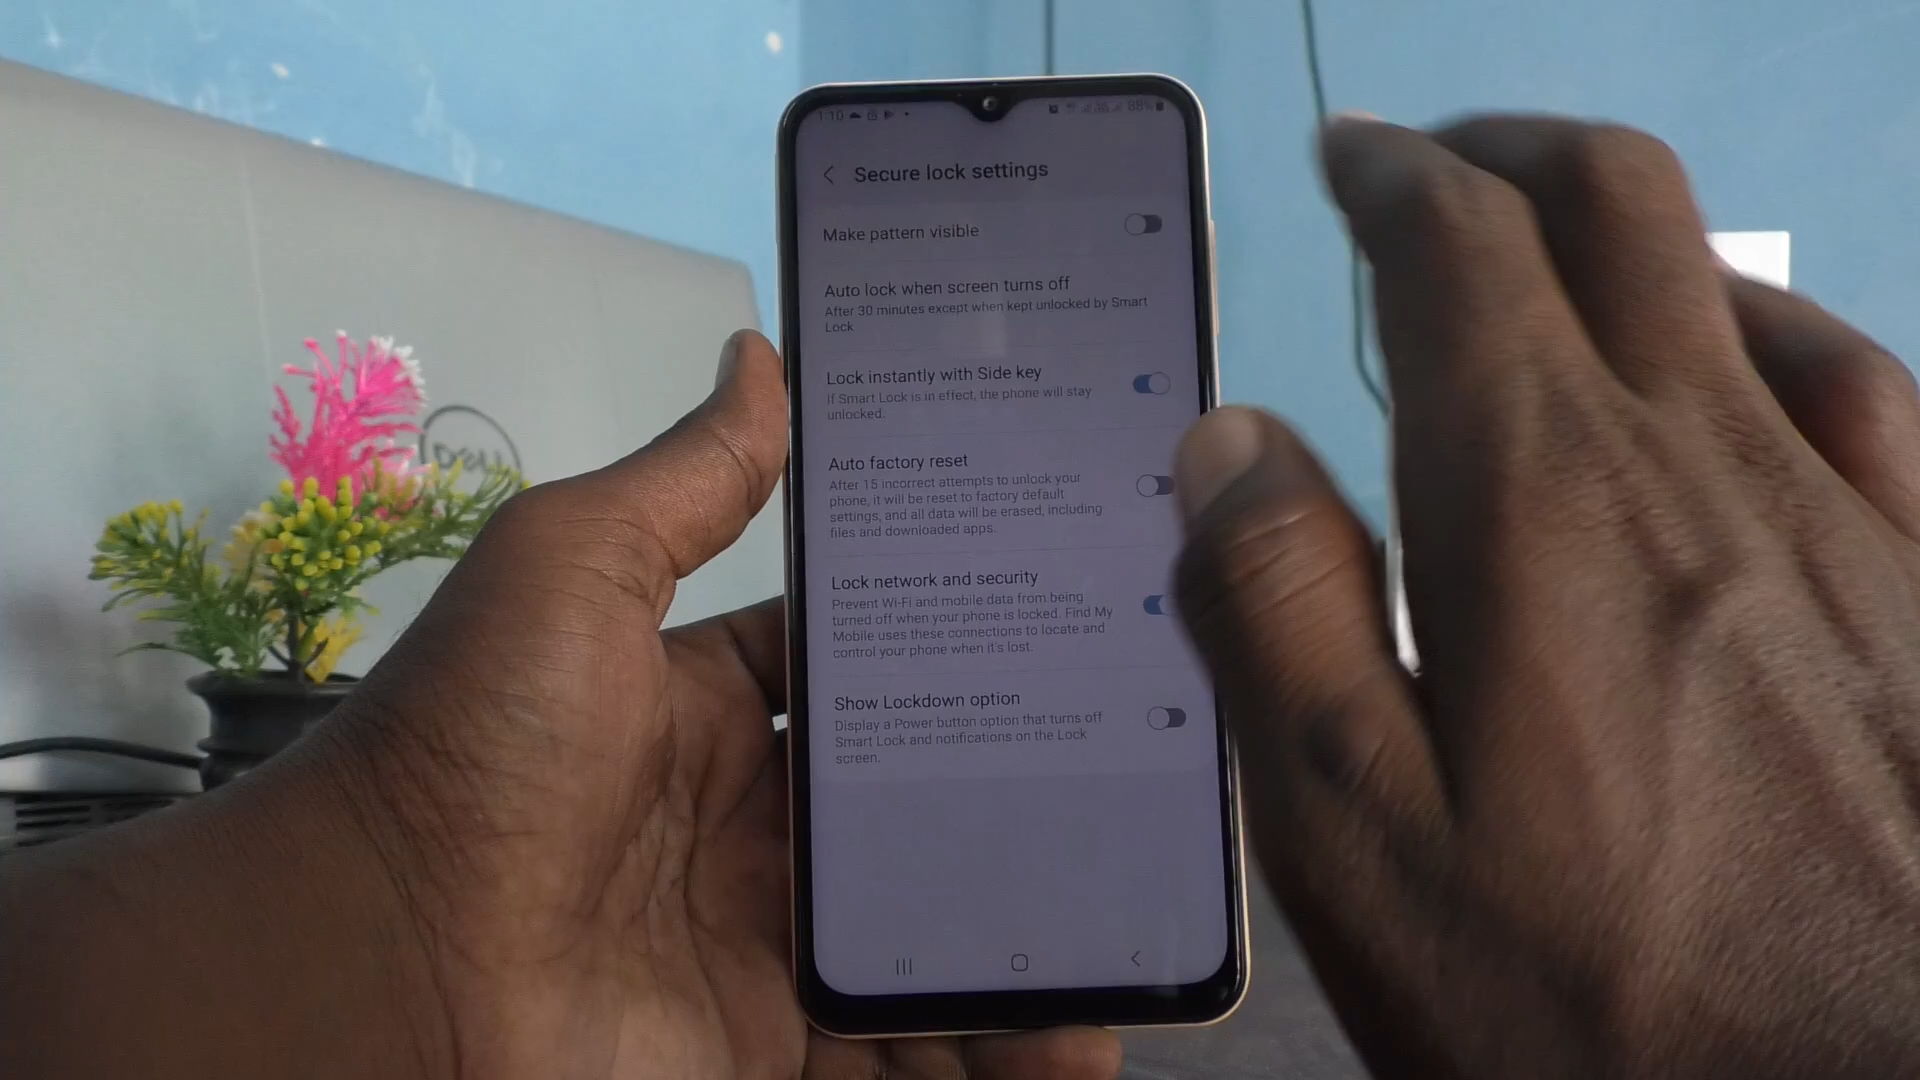 1:10
88%
Secure lock settings
Make pattern visible
Auto lock when screen turns off
After 30 minutes except when kept unlocked by Smart
Lock
Lock instantly with Side key
If Smart Lock is in effect, the phone will stay
unlocked.
Auto factory reset
After 15 incorrect attempts to unlock your
phone, it will be reset to factory default
settings, and all data will be erased, including
files and downloaded apps.
Lock network and security
Prevent Wi-Fi and mobile data from being
turned off when your phone is locked. Find My
Mobile uses these connections to locate and
control your phone when it's lost.
Show Lockdown option
Display a Power button option that turns off
Smart Lock and notifications on the Lock
screen.
DELL